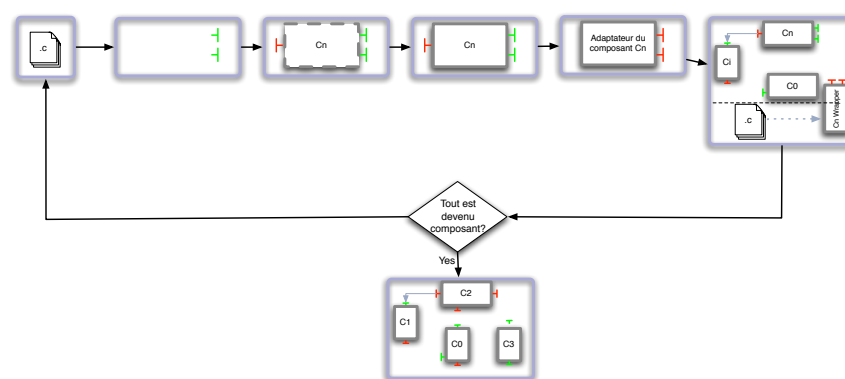 .c
Cn
Cn
Adaptateur du
composant Cn
Cn
Ci
C0
.c
Cn Wrapper
Tout est
devenu
composant?
Yes
C2
C1
C0
C3